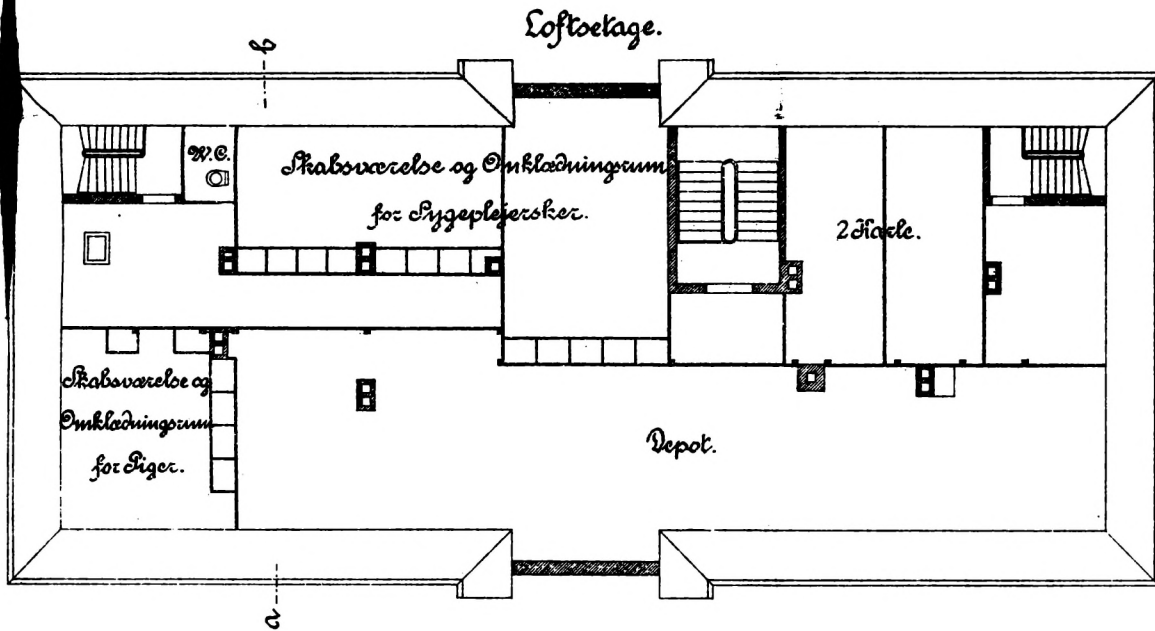 Loftsetage.
b
W.C.
Skabsværelse og Omklædningsrum
for Sygeplejersker.
2 Karle.
Skabsværelse og
Omklædningsrum
for Piger.
Depot.
a